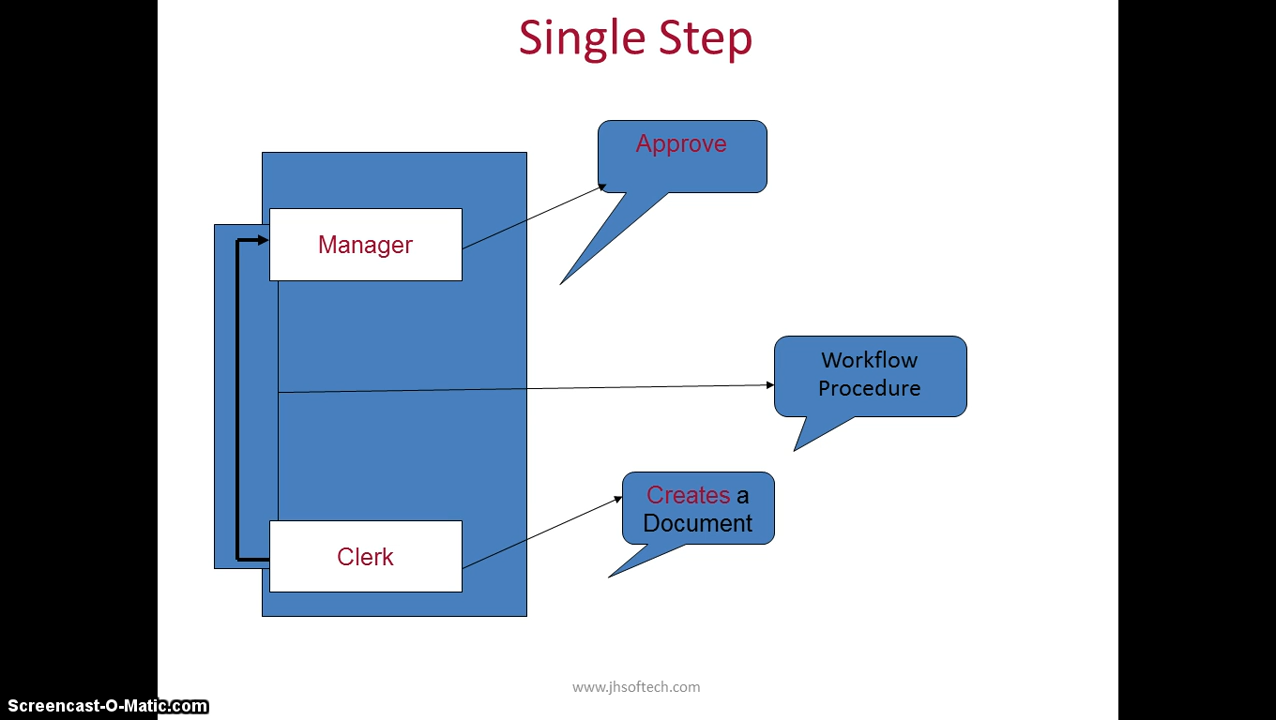 Single Step
Approve
Manager
Workflow
Procedure
Creates a
Document
Clerk
www.jhsoftech.com
Screencast-O-Matic.com